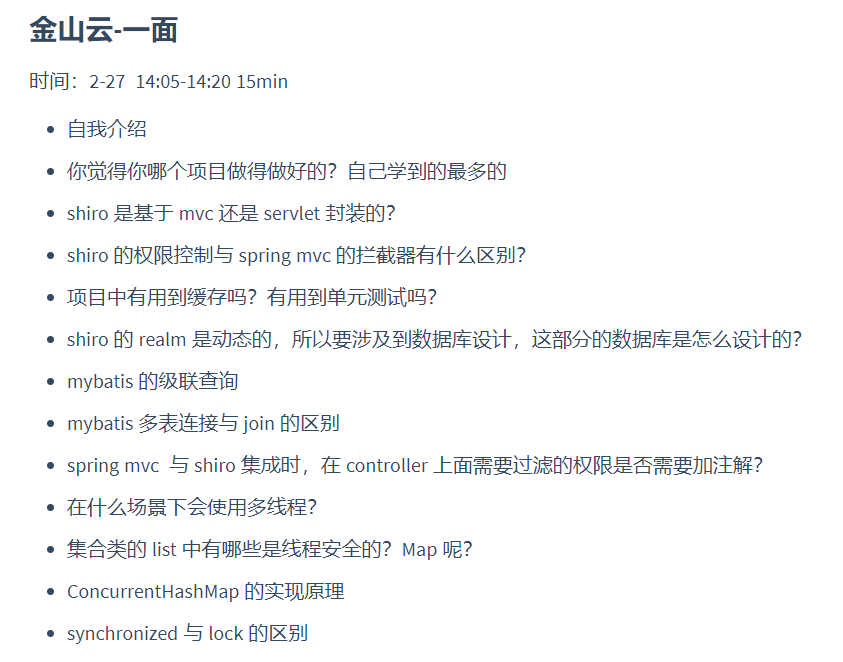 金山云-一面
时间：2-27 14:05-14:20 15min
自我介绍
你觉得你哪个项目做得做好的？自己学到的最多的
shiro 是基于 mvc 还是 servlet 封装的？
shiro 的权限控制与 spring mvc 的拦截器有什么区别？
项目中有用到缓存吗？有用到单元测试吗？
shiro 的 realm 是动态的，所以要涉及到数据库设计，这部分的数据库是怎么设计的？
mybatis 的级联查询
mybatis 多表连接与 join 的区别
spring mvc 与 shiro 集成时，在 controller 上面需要过滤的权限是否需要加注解？
在什么场景下会使用多线程？
集合类的 list 中有哪些是线程安全的？Map 呢？
ConcurrentHashMap 的实现原理
synchronized 与 lock 的区别